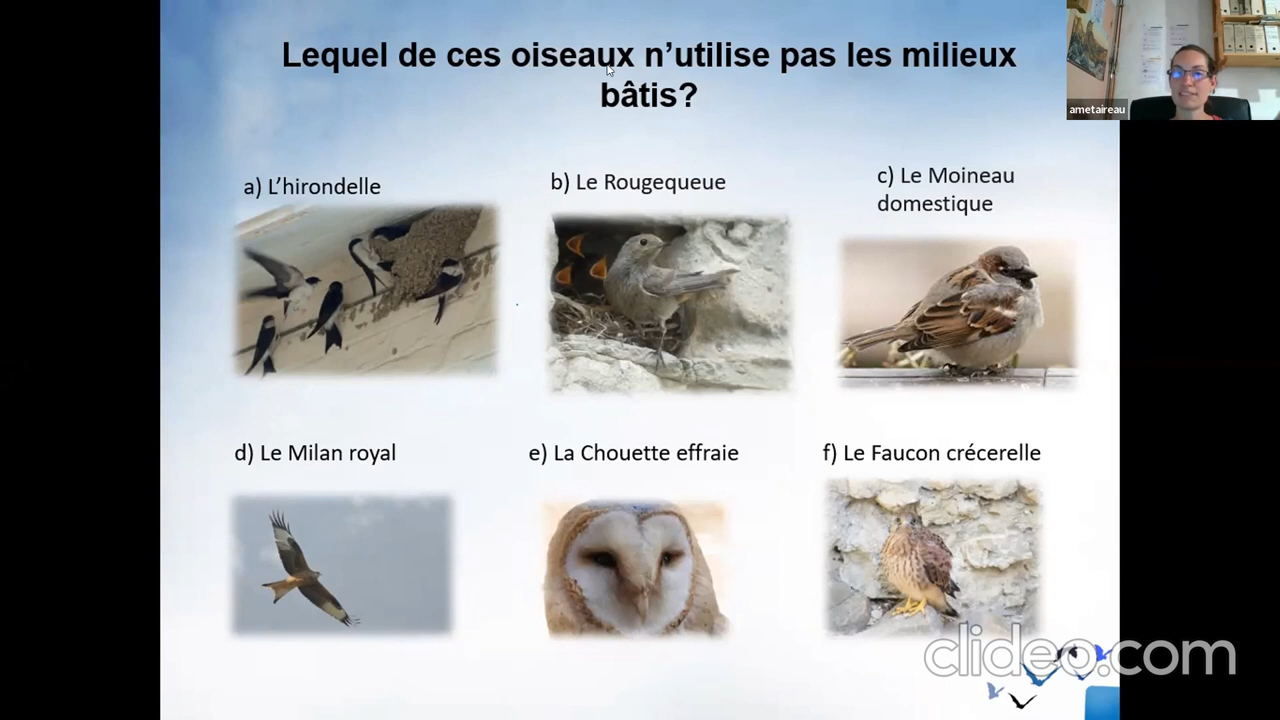 Lequel de ces oiseaux n’utilise pas les milieux
bâtis?
ametaireau
a) L’hirondelle
b) Le Rougequeue
c) Le Moineau
domestique
d) Le Milan royal
e) La Chouette effraie
f) Le Faucon crécerelle
clideo.com